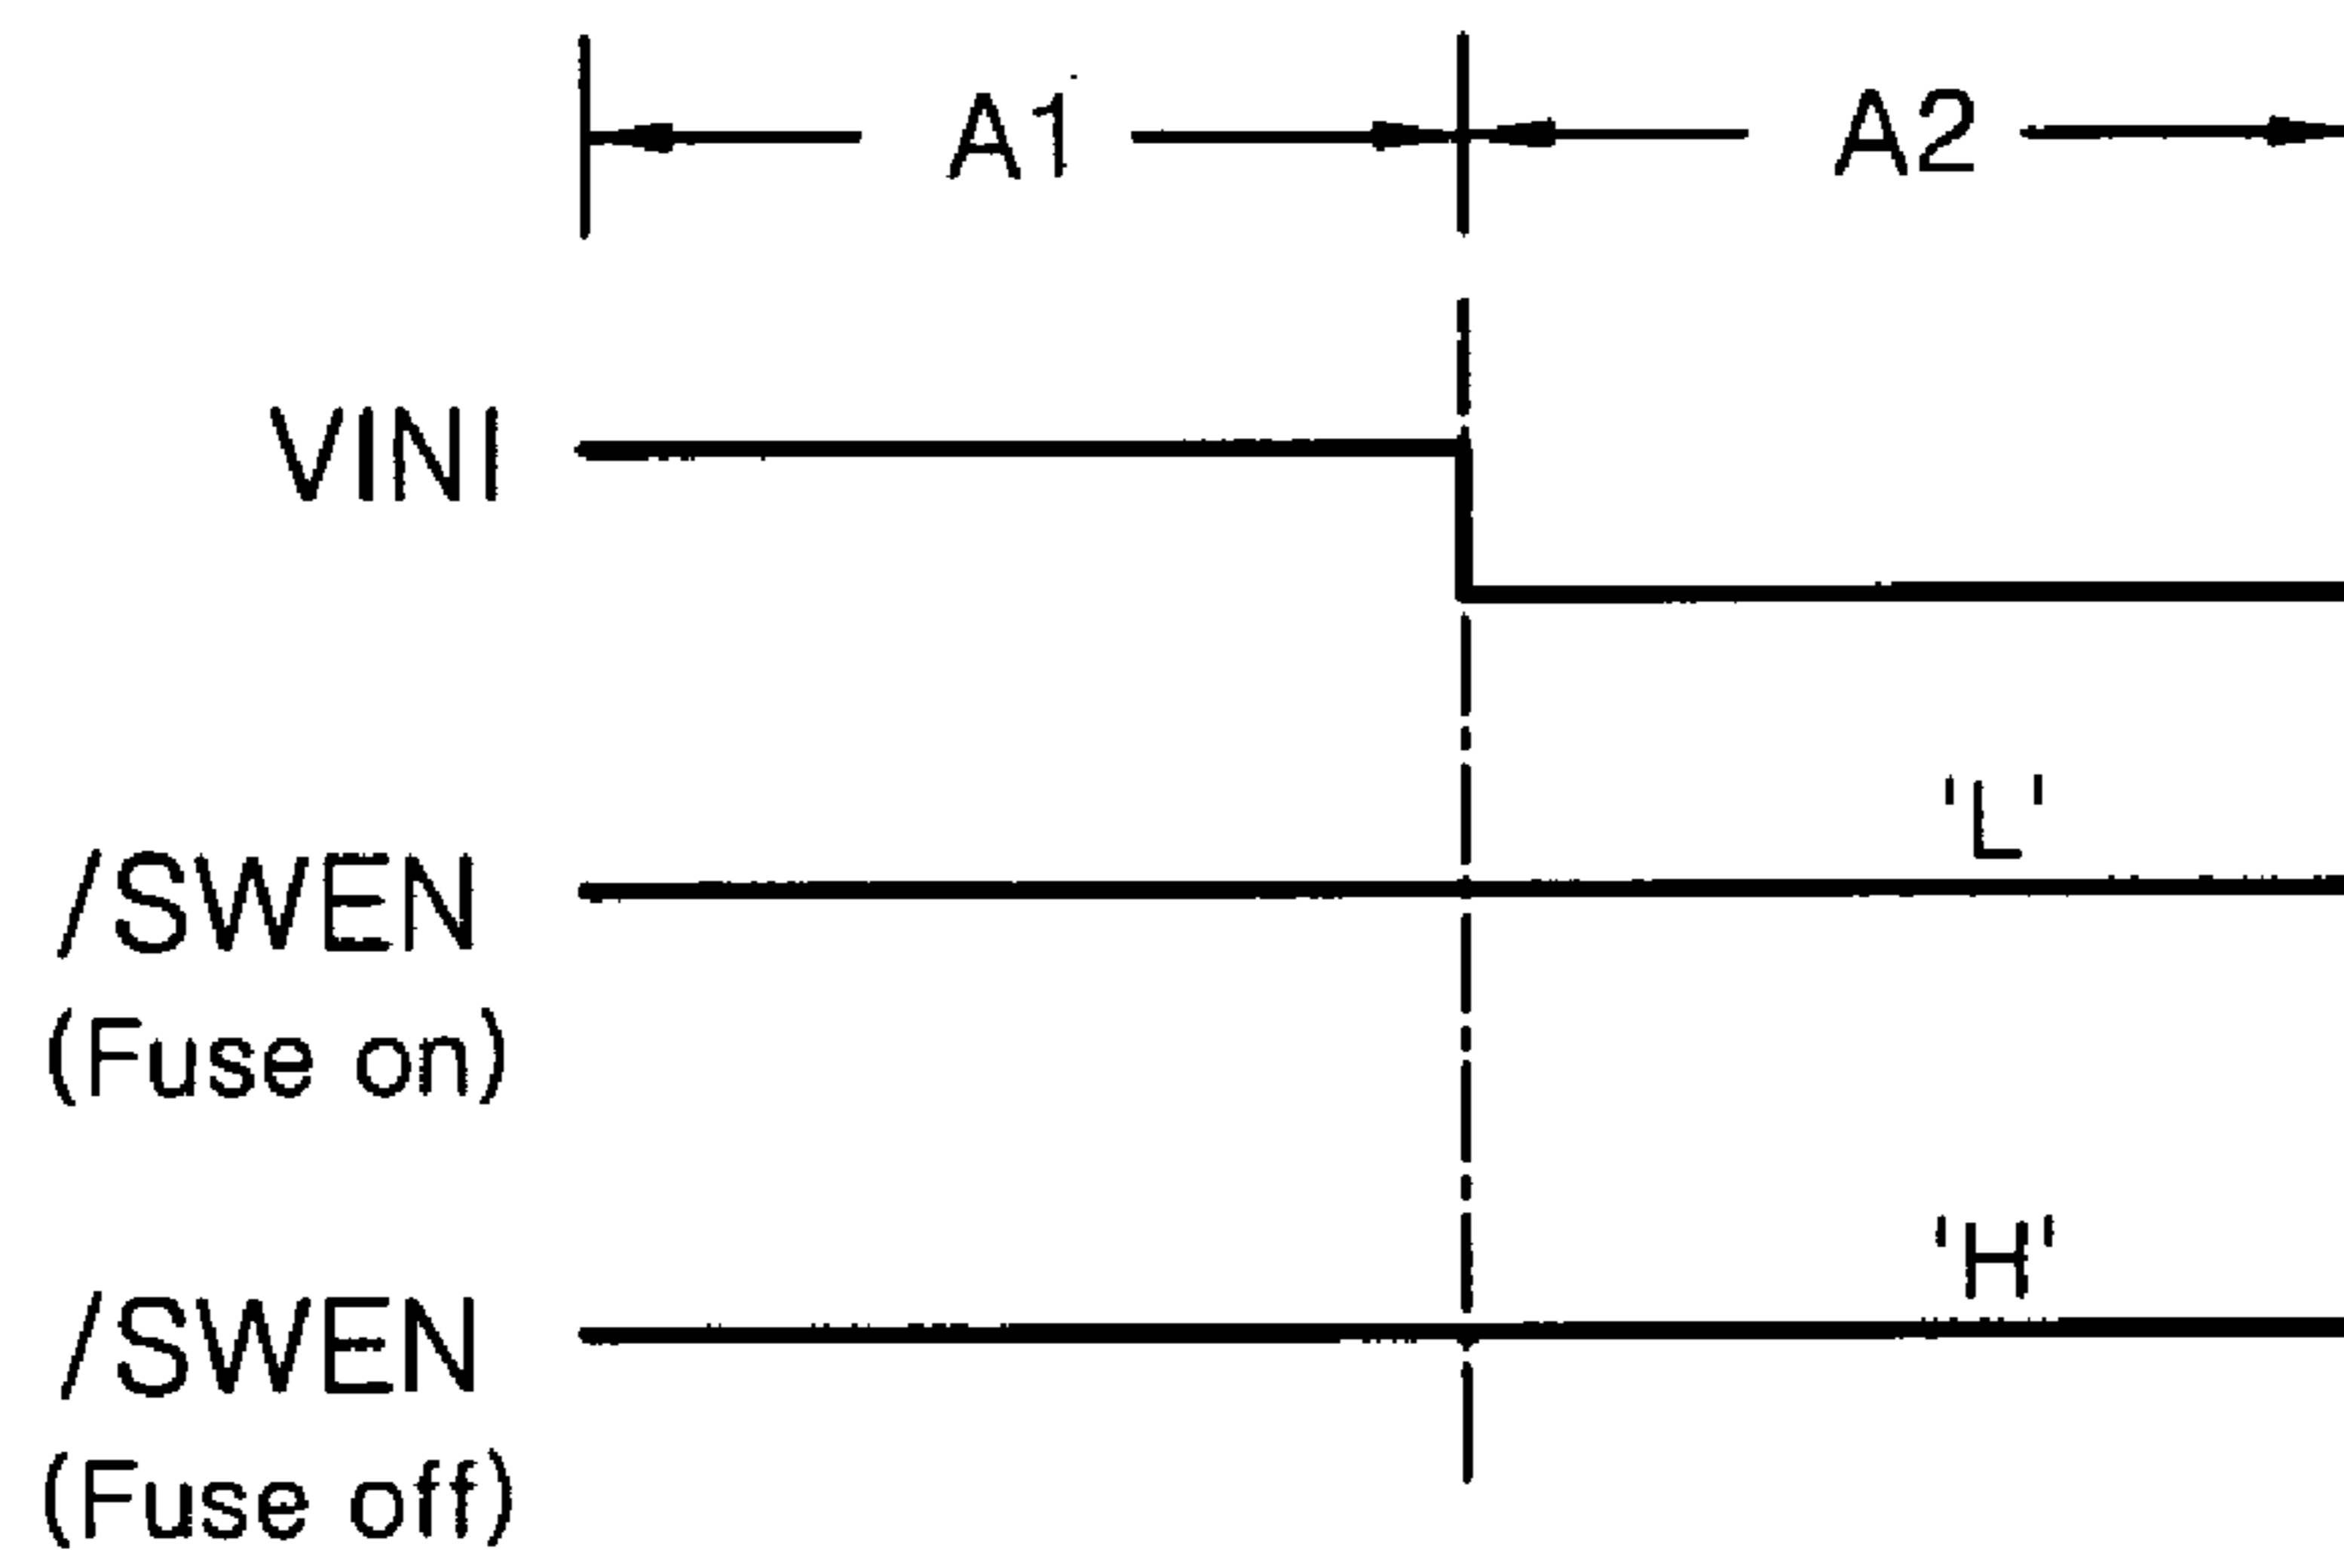 A1 A2
VINI
'L'
/SWEN
(Fuse on)
'H'
/SWEN
(Fuse off)